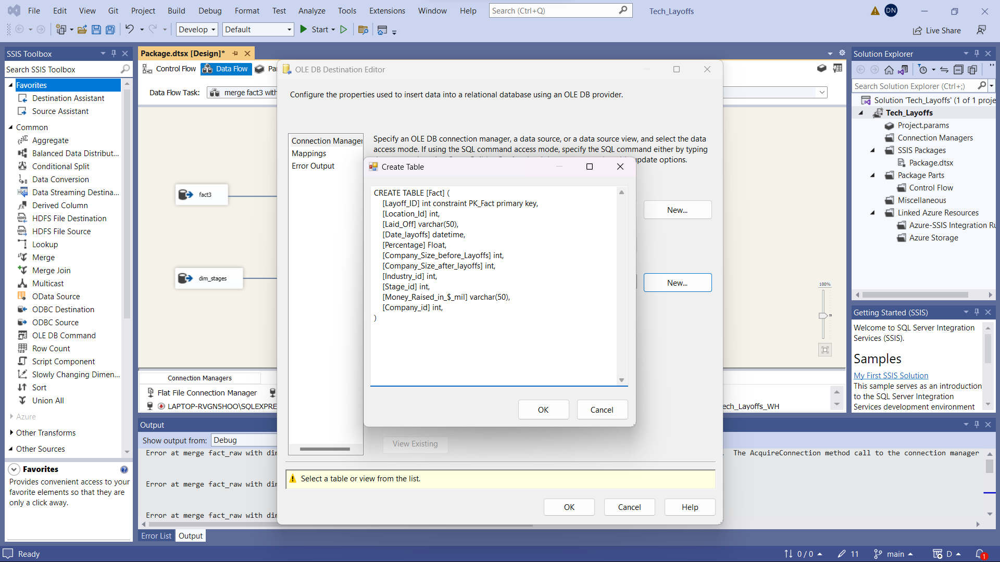 File Edit View Git Project Build Debug Format Test Analyze Tools Extensions Window Help Search (Ctrl+Q) Tech_Layoffs DN
Develop Default Start Live Share
SSIS Toolbox
Search SSIS Toolbox
Favorites
Destination Assistant
Source Assistant
Common
Aggregate
Balanced Data Distribut...
Conditional Split
Data Conversion
Data Streaming Destina...
Derived Column
HDFS File Destination
HDFS File Source
Lookup
Merge
Merge Join
Multicast
OData Source
ODBC Destination
ODBC Source
OLE DB Command
Row Count
Script Component
Slowly Changing Dimen...
Sort
Union All
Azure
Other Transforms
Other Sources
Favorites
Provides convenient access to your
favorite elements so that they are
only a click away.
Package.dtsx [Design]*
Control Flow Data Flow Pa
Data Flow Task: merge fact3 with
fact3
dim_stages
100%
Connection Managers
Flat File Connection Manager
LAPTOP-RVGN5HOO\SQLEXPRE
ech_Layoffs_WH
OLE DB Destination Editor
Configure the properties used to insert data into a relational database using an OLE DB provider.
Connection Manager
Mappings
Error Output
Specify an OLE DB connection manager, a data source, or a data source view, and select the data
access mode. If using the SQL command access mode, specify the SQL command either by typing
update options.
New...
New...
View Existing
Select a table or view from the list.
OK Cancel Help
Create Table
CREATE TABLE [Fact] (
[Layoff_ID] int constraint PK_Fact primary key,
[Location_Id] int,
[Laid_Off] varchar(50),
[Date_layoffs] datetime,
[Percentage] Float,
[Company_Size_before_Layoffs] int,
[Company_Size_after_layoffs] int,
[Industry_id] int,
[Stage_id] int,
[Money_Raised_in_$_mil] varchar(50),
[Company_id] int,
)
OK Cancel
Output
Show output from: Debug
Error at merge fact_raw with dim
The AcquireConnection method call to the connection manager
Error at merge fact_raw with dim
Error at merge fact_raw with dim
Error List Output
Solution Explorer
Search Solution Explorer (Ctrl+;)
Solution 'Tech_Layoffs' (1 of 1 proje
Tech_Layoffs
Project.params
Connection Managers
SSIS Packages
Package.dtsx
Package Parts
Control Flow
Miscellaneous
Linked Azure Resources
Azure-SSIS Integration Ru
Azure Storage
Getting Started (SSIS)
Welcome to SQL Server Integration
Services (SSIS).
Samples
My First SSIS Solution
This sample serves as an introduction
to the SQL Server Integration
Services development environment
Ready 0 / 0 11 main D 1